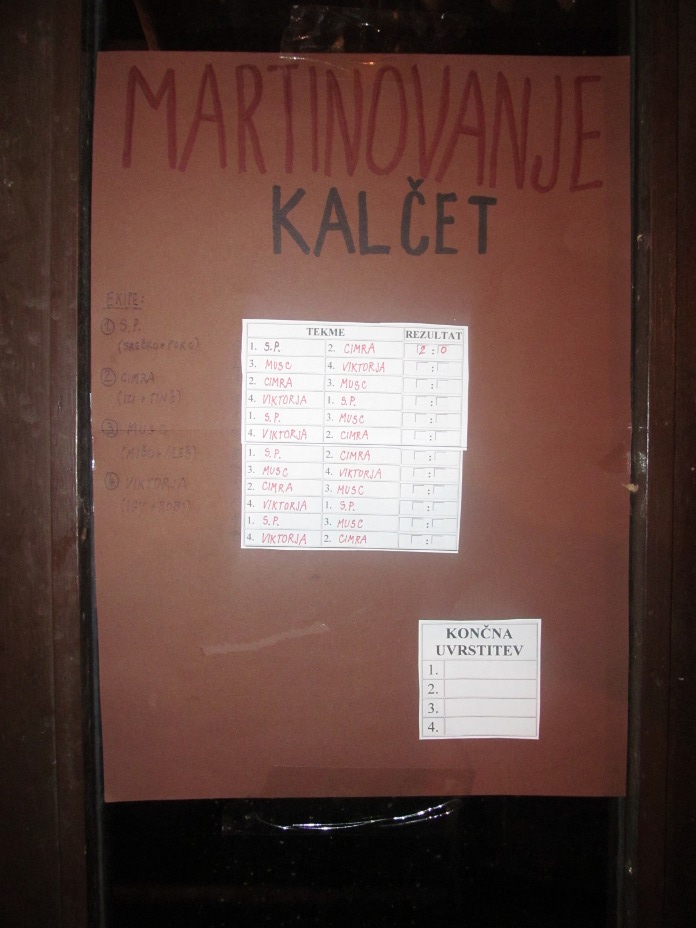 MARTINOVANJE
KALČET
EKIPE:
1 S.P.
2 CIMRA
3 MUSC
4 VIKTORJA
TEKME REZULTAT
1. S.P. 2. CIMRA 2 : 0
3. MUSC 4. VIKTORJA :
2. CIMRA 3. MUSC :
4. VIKTORJA 1. S.P. :
1. S.P. 3. MUSC :
4. VIKTORJA 2. CIMRA :
1. S.P. 2. CIMRA :
3. MUSC 4. VIKTORJA :
2. CIMRA 3. MUSC :
4. VIKTORJA 1. S.P. :
1. S.P. 3. MUSC :
4. VIKTORJA 2. CIMRA :
KONČNA
UVRSTITEV
1.
2.
3.
4.